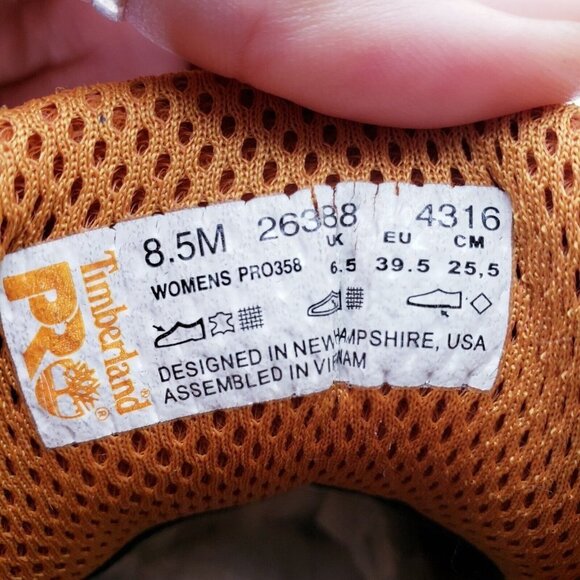 Timberland®
PRO®
8.5M 26388 4316
UK EU CM
WOMENS PRO358 6.5 39.5 25,5
DESIGNED IN NEW HAMPSHIRE, USA
ASSEMBLED IN